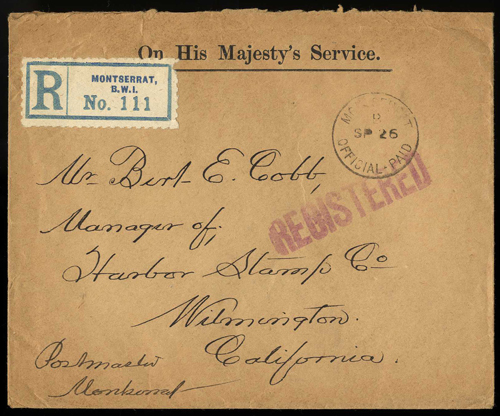 On His Majesty's Service.
R
MONTSERRAT,
B.W.I.
No. 111
MONTSERRAT
B
SP 26
OFFICIAL-PAID
REGISTERED
Mr Bert E. Cobb,
Manager of;
Harbor Stamp Co
Wilmington.
California.
Postmaster
Montserrat